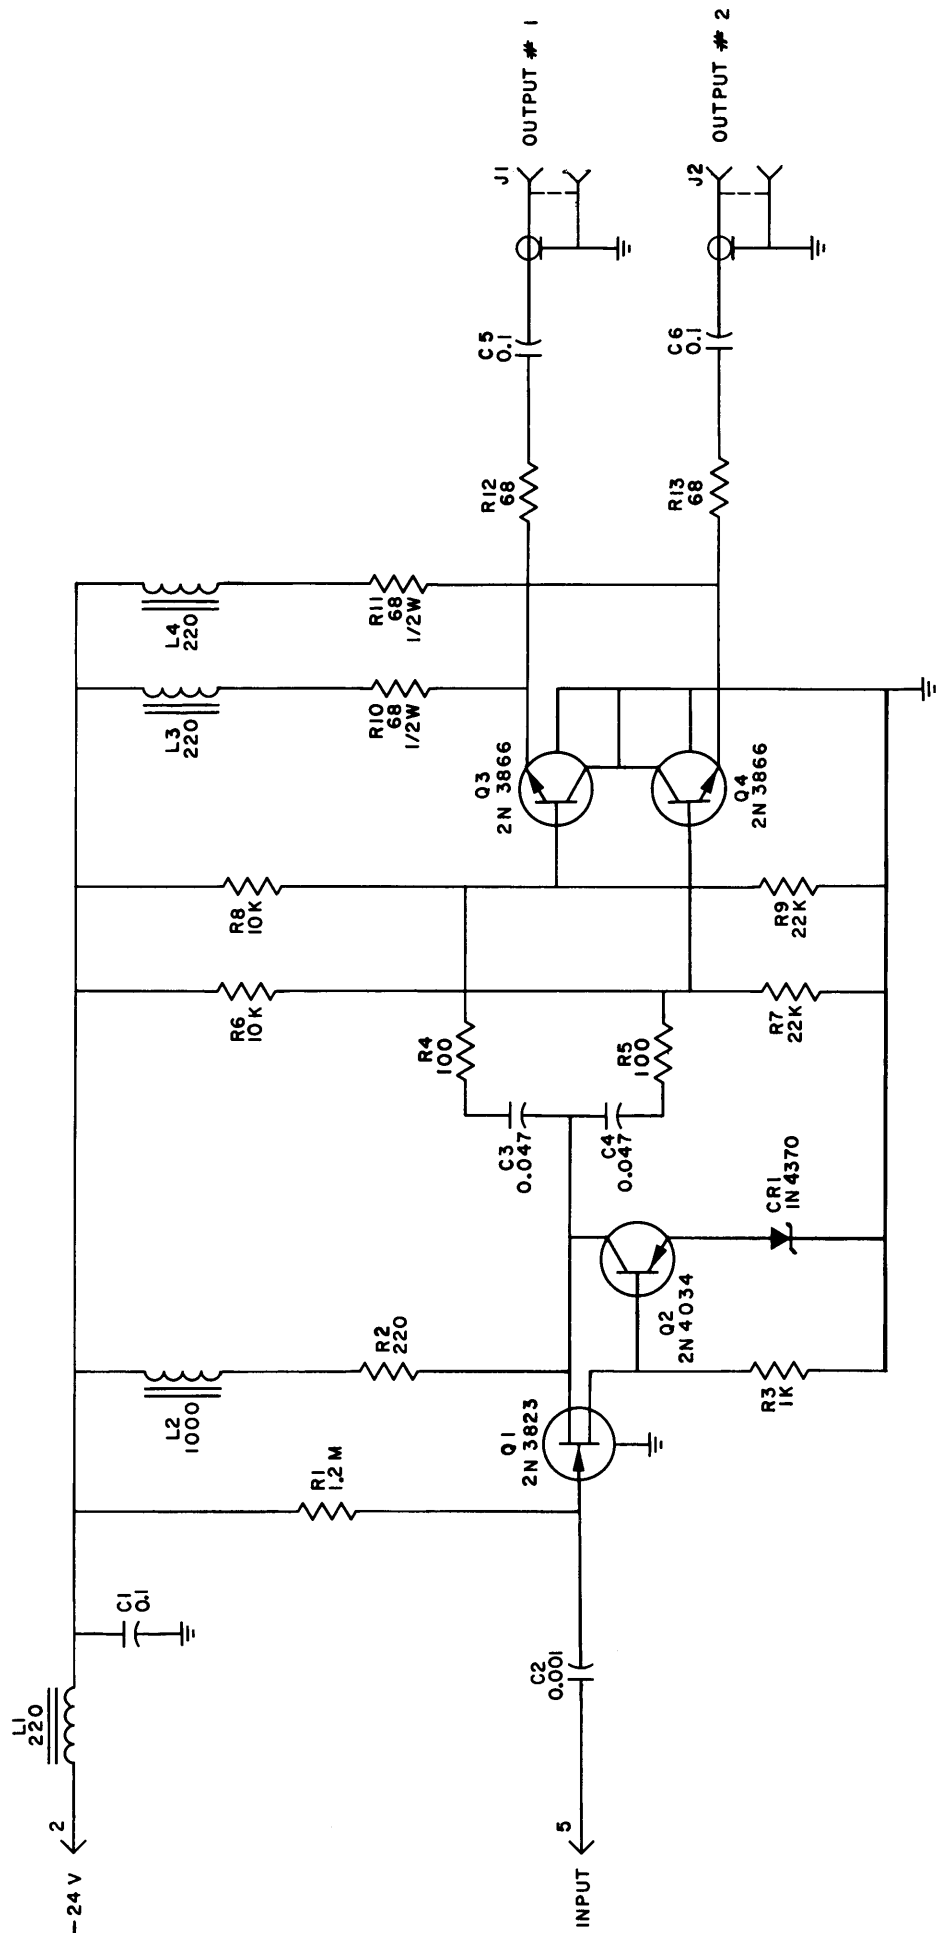 -24 V
2
L1
220
C1
0.1
R1
1.2 M
L2
1000
R2
220
INPUT
5
C2
0.001
Q1
2N 3823
Q2
2N 4034
R3
1K
CR1
1N 4370
C3
0.047
C4
0.047
R4
100
R5
100
R6
10K
R8
10K
R7
22K
R9
22K
L3
220
L4
220
R10
68
1/2W
R11
68
1/2W
Q3
2N 3866
Q4
2N 3866
R12
68
R13
68
C5
0.1
C6
0.1
J1
OUTPUT # 1
J2
OUTPUT # 2